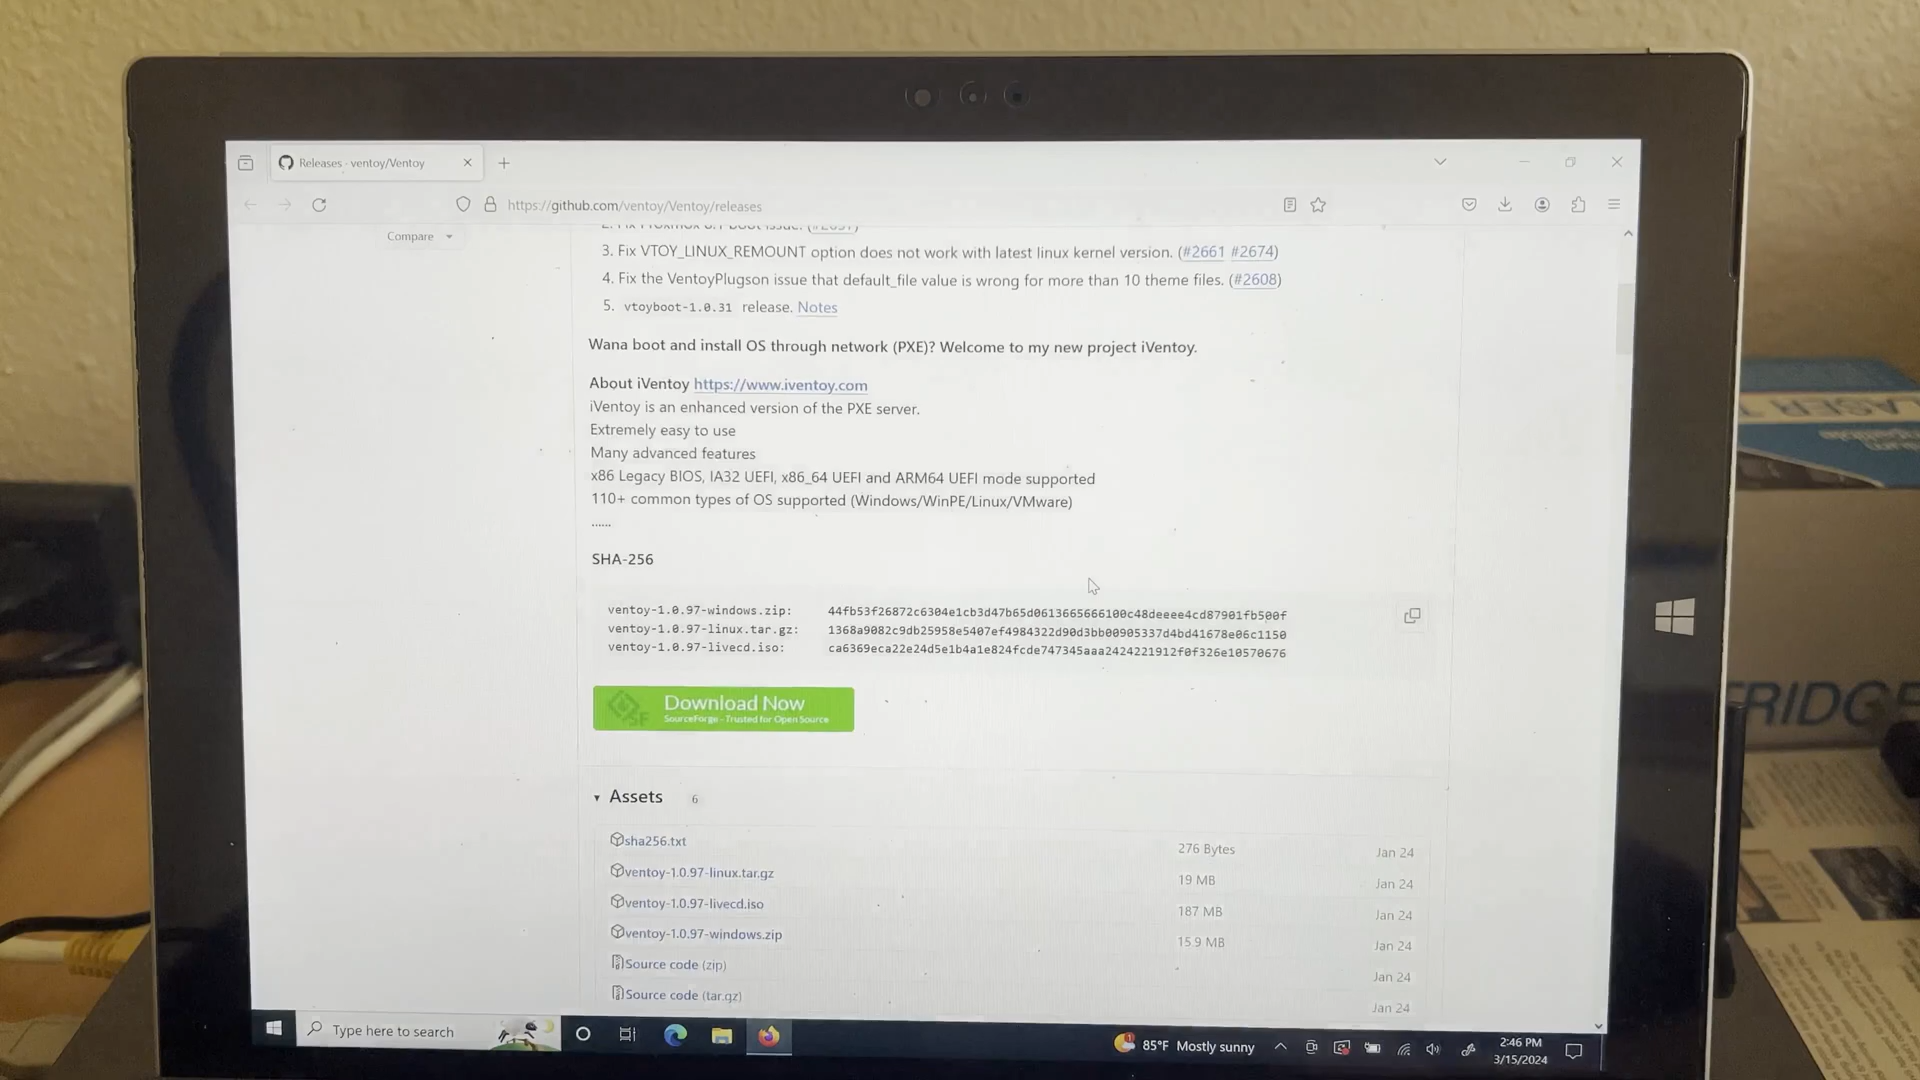 Releases · ventoy/Ventoy
https://github.com/ventoy/Ventoy/releases
Compare
3. Fix VTOY_LINUX_REMOUNT option does not work with latest linux kernel version. (#2661 #2674)
4. Fix the VentoyPlugson issue that default_file value is wrong for more than 10 theme files. (#2608)
5. vtoyboot-1.0.31 release. Notes
Wana boot and install OS through network (PXE)? Welcome to my new project iVentoy.
About iVentoy https://www.iventoy.com
iVentoy is an enhanced version of the PXE server.
Extremely easy to use
Many advanced features
x86 Legacy BIOS, IA32 UEFI, x86_64 UEFI and ARM64 UEFI mode supported
110+ common types of OS supported (Windows/WinPE/Linux/VMware)
......
SHA-256
ventoy-1.0.97-windows.zip: 44fb53f26872c6304e1cb3d47b65d0613665666100c48deeee4cd87901fb500f
ventoy-1.0.97-linux.tar.gz: 1368a9082c9db25958e5407ef4984322d90d3bb00905337d4bd41678e06c1150
ventoy-1.0.97-livecd.iso: ca6369eca22e24d5e1b4a1e824fcde747345aaa2424221912f0f326e10570676
Download Now
SourceForge - Trusted for Open Source
Assets 6
sha256.txt 276 Bytes Jan 24
ventoy-1.0.97-linux.tar.gz 19 MB Jan 24
ventoy-1.0.97-livecd.iso 187 MB Jan 24
ventoy-1.0.97-windows.zip 15.9 MB Jan 24
Source code (zip) Jan 24
Source code (tar.gz) Jan 24
Type here to search
85°F Mostly sunny
2:46 PM
3/15/2024
LASER